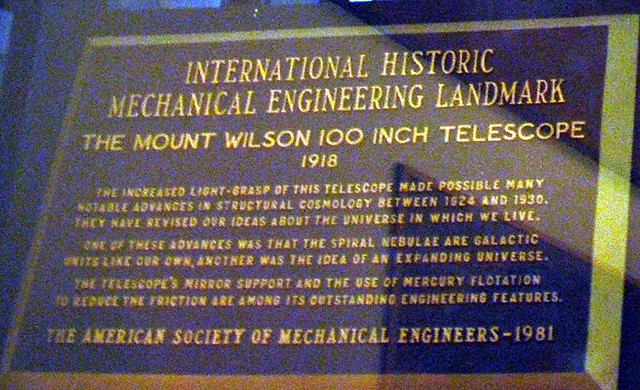 INTERNATIONAL HISTORIC
MECHANICAL ENGINEERING LANDMARK
THE MOUNT WILSON 100 INCH TELESCOPE
1918
THE INCREASED LIGHT-GRASP OF THIS TELESCOPE MADE POSSIBLE MANY
NOTABLE ADVANCES IN STRUCTURAL COSMOLOGY BETWEEN 1924 AND 1930.
THEY HAVE REVISED OUR IDEAS ABOUT THE UNIVERSE IN WHICH WE LIVE.
ONE OF THESE ADVANCES WAS THAT THE SPIRAL NEBULAE ARE GALACTIC
UNITS LIKE OUR OWN, ANOTHER WAS THE IDEA OF AN EXPANDING UNIVERSE.
THE TELESCOPE'S MIRROR SUPPORT AND THE USE OF MERCURY FLOTATION
TO REDUCE THE FRICTION ARE AMONG ITS OUTSTANDING ENGINEERING FEATURES.
THE AMERICAN SOCIETY OF MECHANICAL ENGINEERS-1981